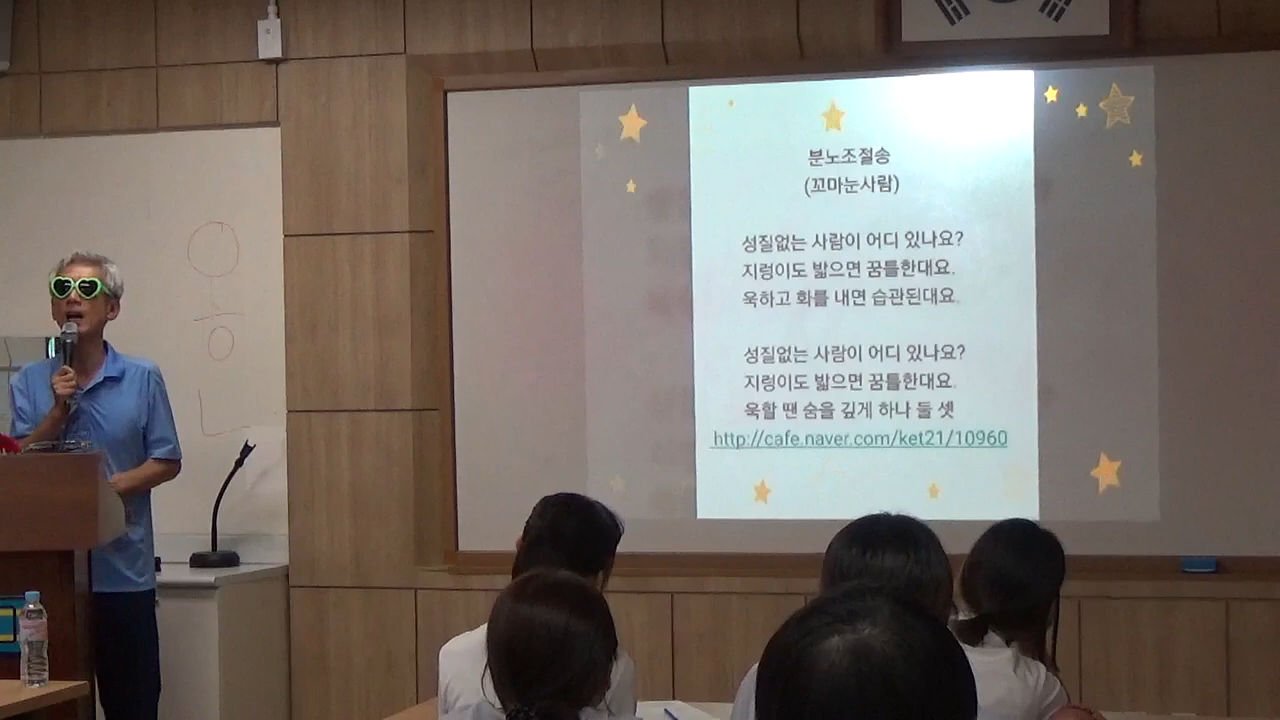 분노조절송
(꼬마눈사람)
성질없는 사람이 어디 있나요?
지렁이도 밟으면 꿈틀한대요.
욱하고 화를 내면 습관된대요.
성질없는 사람이 어디 있나요?
지렁이도 밟으면 꿈틀한대요.
욱할 땐 숨을 깊게 하나 둘 셋
http://cafe.naver.com/ket21/10960